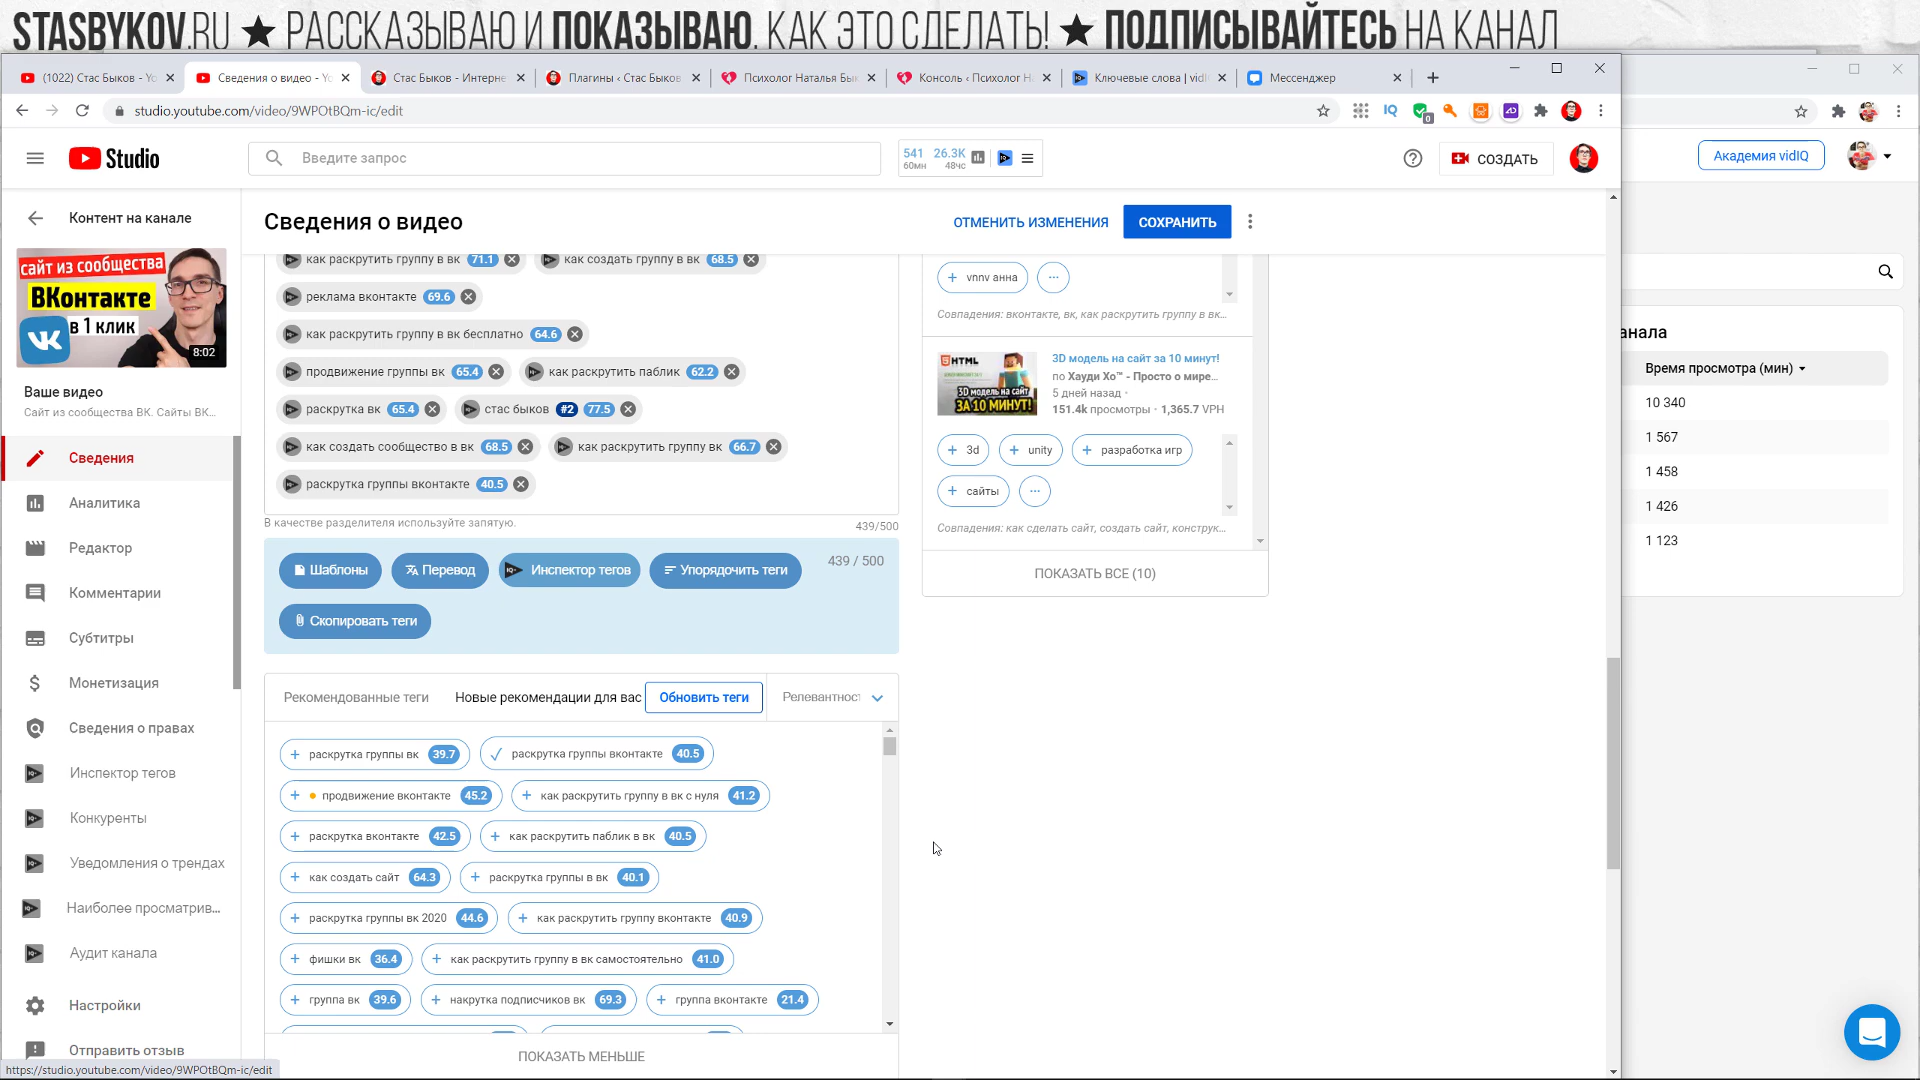 STASBYKOV.RU ★ РАССКАЗЫВАЮ И ПОКАЗЫВАЮ, КАК ЭТО СДЕЛАТЬ! ★ ПОДПИСЫВАЙТЕСЬ НА КАНАЛ
(1022) Стас Быков - Yo
Сведения о видео - Yo
Стас Быков - Интерне
Плагины ‹ Стас Быков
Психолог Наталья Бык
Консоль ‹ Психолог Н
Ключевые слова | vidI
Мессенджер
studio.youtube.com/video/9WPOtBQm-ic/edit
IQ
0
Studio
Введите запрос
541 26.3K
60мн 48чс
СОЗДАТЬ
Академия vidIQ
Контент на канале
сайт из сообщества
ВКонтакте
в 1 клик
8:02
Ваше видео
Сайт из сообщества ВК. Сайты ВК...
Сведения
Аналитика
Редактор
Комментарии
Субтитры
Монетизация
Сведения о правах
Инспектор тегов
Конкуренты
Уведомления о трендах
Наиболее просматрив...
Аудит канала
Настройки
Отправить отзыв
https://studio.youtube.com/video/9WPOtBQm-ic/edit
Сведения о видео
ОТМЕНИТЬ ИЗМЕНЕНИЯ
СОХРАНИТЬ
как раскрутить группу в вк 71.1
как создать группу в вк 68.5
реклама вконтакте 69.6
как раскрутить группу в вк бесплатно 64.6
продвижение группы вк 65.4
как раскрутить паблик 62.2
раскрутка вк 65.4
стас быков #2 77.5
как создать сообщество в вк 68.5
как раскрутить группу вк 66.7
раскрутка группы вконтакте 40.5
В качестве разделителя используйте запятую.
439/500
Шаблоны
Перевод
Инспектор тегов
Упорядочить теги
439 / 500
Скопировать теги
Рекомендованные теги
Новые рекомендации для вас
Обновить теги
Релевантност
+ раскрутка группы вк 39.7
✓ раскрутка группы вконтакте 40.5
+ продвижение вконтакте 45.2
+ как раскрутить группу в вк с нуля 41.2
+ раскрутка вконтакте 42.5
+ как раскрутить паблик в вк 40.5
+ как создать сайт 64.3
+ раскрутка группы в вк 40.1
+ раскрутка группы вк 2020 44.6
+ как раскрутить группу вконтакте 40.9
+ фишки вк 36.4
+ как раскрутить группу в вк самостоятельно 41.0
+ группа вк 39.6
+ накрутка подписчиков вк 69.3
+ группа вконтакте 21.4
ПОКАЗАТЬ МЕНЬШЕ
+ vnnv анна
...
Совпадения: вконтакте, вк, как раскрутить группу в вк...
HTML
3D модель на сайт
ЗА 10 МИНУТ!
3D модель на сайт за 10 минут!
по Хауди Хо™ - Просто о мире...
5 дней назад ·
151.4k просмотры · 1,365.7 VPH
+ 3d
+ unity
+ разработка игр
+ сайты
...
Совпадения: как сделать сайт, создать сайт, конструк...
ПОКАЗАТЬ ВСЕ (10)
анала
Время просмотра (мин)
10 340
1 567
1 458
1 426
1 123